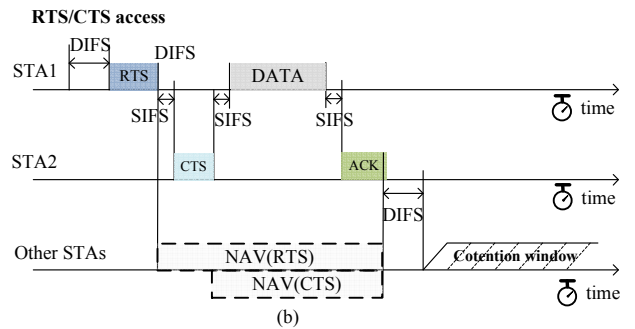 RTS/CTS access
DIFS
DIFS
STA1
RTS
DATA
time
SIFS
SIFS
SIFS
STA2
CTS
ACK
time
DIFS
Other STAs
NAV(RTS)
Cotention window
NAV(CTS)
time
(b)